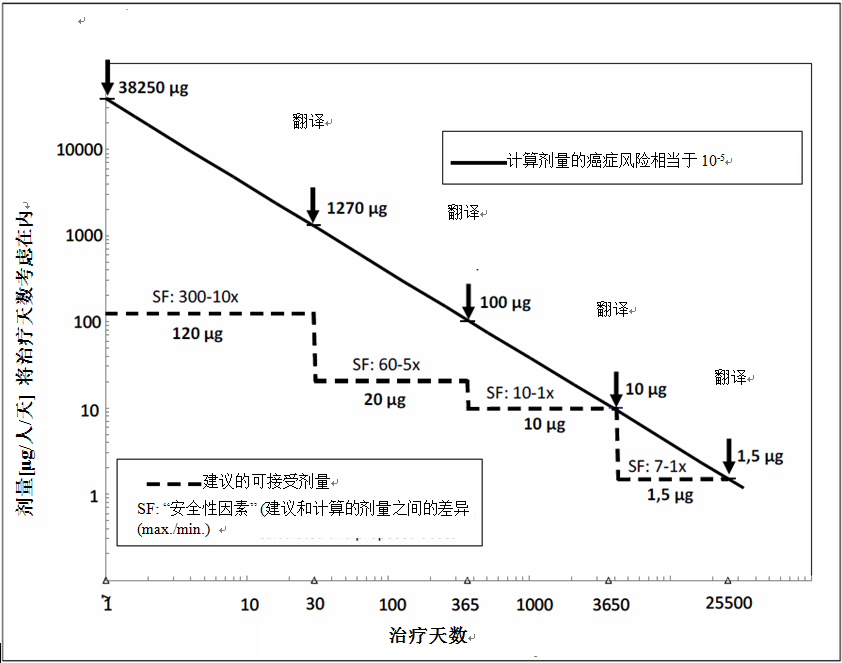 38250 µg
翻译
计算剂量的癌症风险相当于 10-5
10000
1270 µg
翻译
1000
SF: 300-10x
100 µg
翻译
100
120 µg
SF: 60-5x
20 µg
SF: 10-1x
10 µg
10 µg
翻译
10
SF: 7-1x
1,5 µg
1,5 µg
建议的可接受剂量
SF: “安全性因素” (建议和计算的剂量之间的差异
(max./min.)
1
剂量[µg/人/天] 将治疗天数考虑在内
1
10
30
100
365
1000
3650
25500
治疗天数